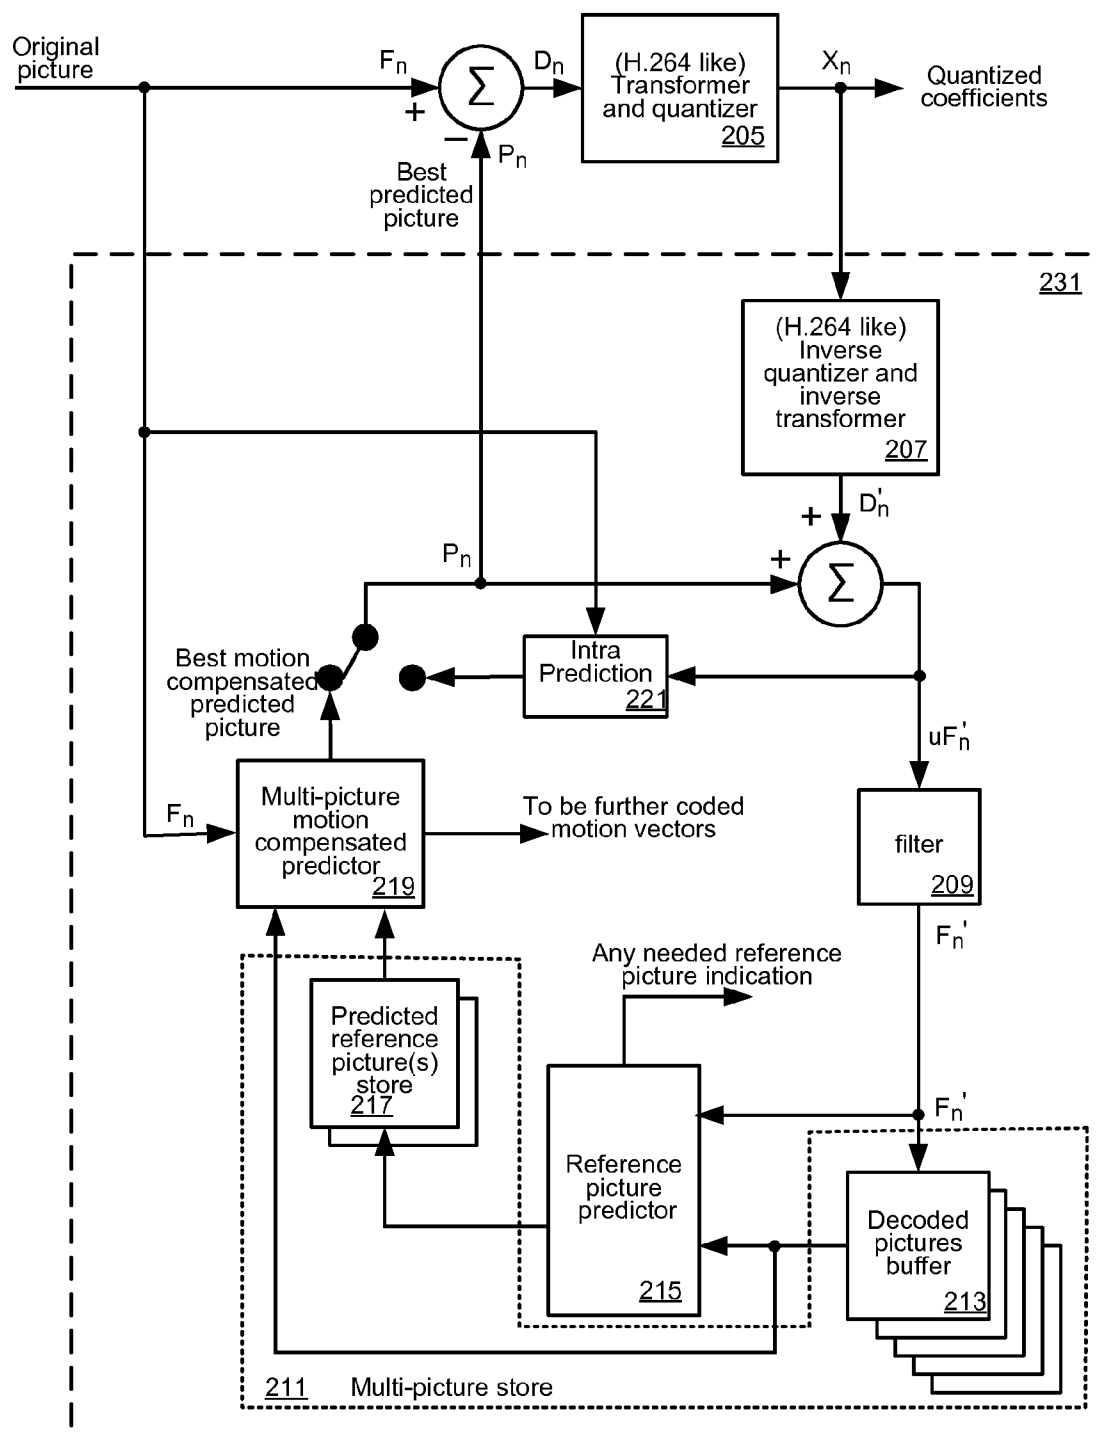 Original
picture
Fn
+
Σ
Dn
(H.264 like)
Transformer
and quantizer
205
Xn
Quantized
coefficients
−
Pn
Best
predicted
picture
231
(H.264 like)
Inverse
quantizer and
inverse
transformer
207
D'n
+
Pn
+
Σ
Intra
Prediction
221
Best motion
compensated
predicted
picture
uFn'
Fn
Multi-picture
motion
compensated
predictor
219
To be further coded
motion vectors
filter
209
Fn'
Any needed reference
picture indication
Predicted
reference
picture(s)
store
217
Fn'
Reference
picture
predictor
215
Decoded
pictures
buffer
213
211 Multi-picture store